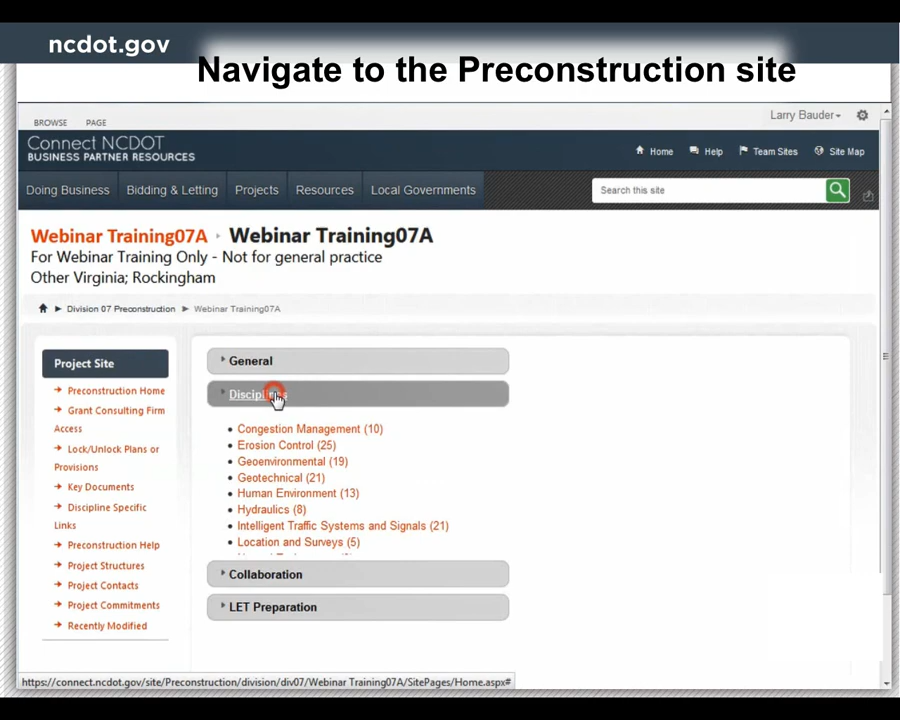 ncdot.gov
Navigate to the Preconstruction site
BROWSE PAGE
Larry Bauder
Connect NCDOT
BUSINESS PARTNER RESOURCES
Home Help Team Sites Site Map
Doing Business Bidding & Letting Projects Resources Local Governments
Search this site
Webinar Training07A Webinar Training07A
For Webinar Training Only - Not for general practice
Other Virginia; Rockingham
Division 07 Preconstruction Webinar Training07A
Project Site
Preconstruction Home
Grant Consulting Firm
Access
Lock/Unlock Plans or
Provisions
Key Documents
Discipline Specific
Links
Preconstruction Help
Project Structures
Project Contacts
Project Commitments
Recently Modified
General
Congestion Management (10)
Erosion Control (25)
Geoenvironmental (19)
Geotechnical (21)
Human Environment (13)
Hydraulics (8)
Intelligent Traffic Systems and Signals (21)
Location and Surveys (5)
Collaboration
LET Preparation
https://connect.ncdot.gov/site/Preconstruction/division/div07/Webinar Training07A/SitePages/Home.aspx#